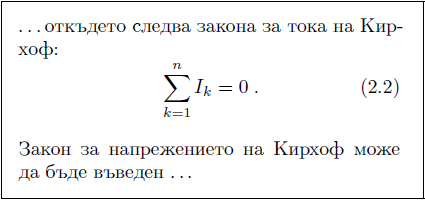 ...откъдето следва закона за тока на Кир-
хоф:
\sum_{k=1}^{n} I_k = 0 . (2.2)
Закон за напрежението на Кирхоф може
да бъде въведен ...